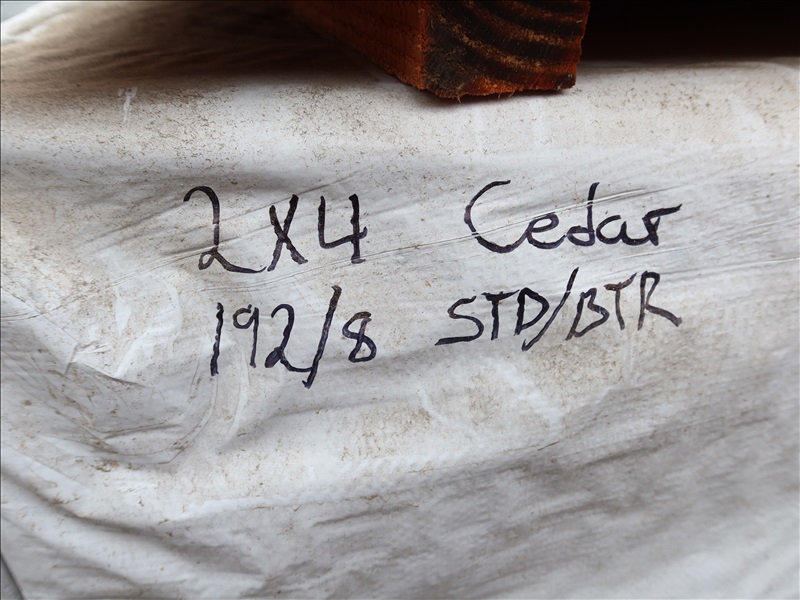 2X4 Cedar
192/8 STD/BTR